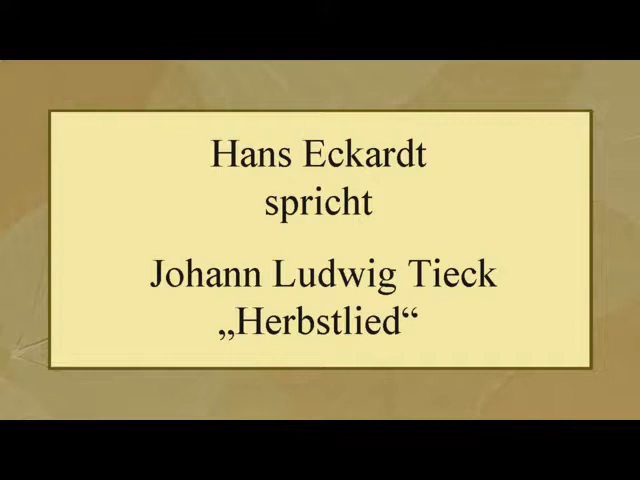 Hans Eckardt
spricht
Johann Ludwig Tieck
„Herbstlied“